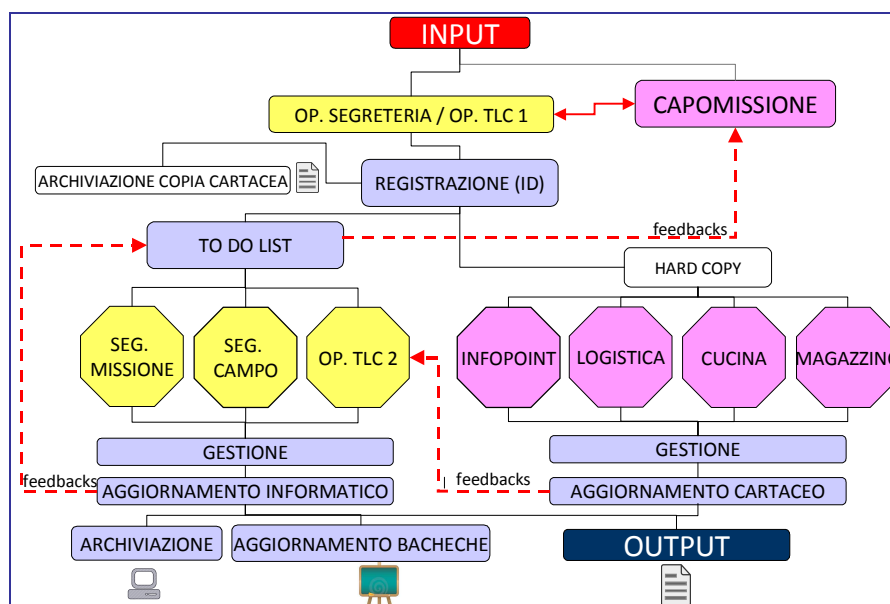 INPUT
CAPOMISSIONE
OP. SEGRETERIA / OP. TLC 1
ARCHIVIAZIONE COPIA CARTACEA
REGISTRAZIONE (ID)
feedbacks
TO DO LIST
HARD COPY
SEG.
MISSIONE
SEG.
CAMPO
OP. TLC 2
INFOPOINT
LOGISTICA
CUCINA
MAGAZZINO
GESTIONE
GESTIONE
feedbacks
AGGIORNAMENTO INFORMATICO
feedbacks
AGGIORNAMENTO CARTACEO
ARCHIVIAZIONE
AGGIORNAMENTO BACHECHE
OUTPUT